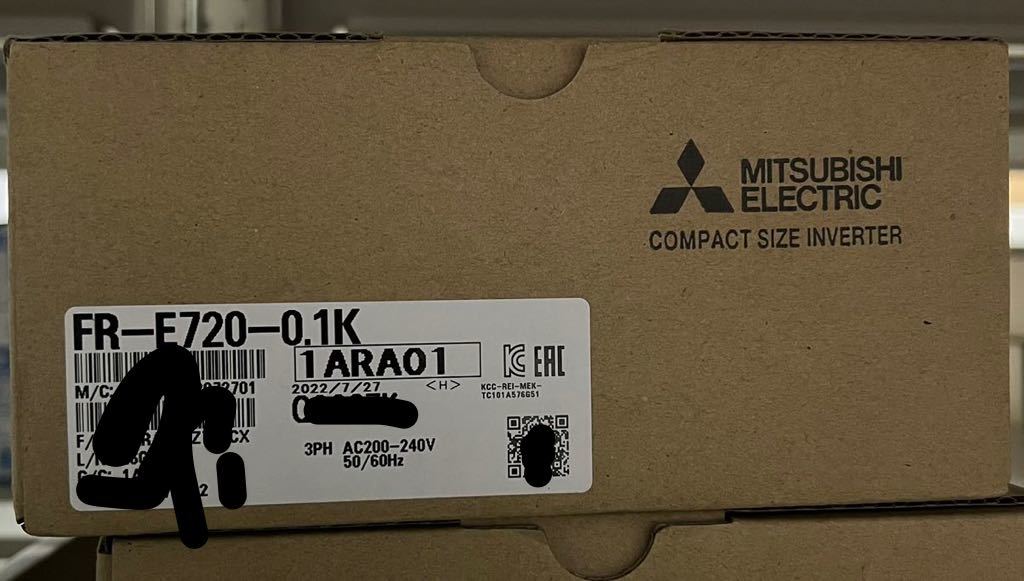 MITSUBISHI
ELECTRIC
COMPACT SIZE INVERTER
FR-E720-0.1K
1ARA01
M/C:
2022/7/27 <H>
EAC
KCC-REI-MEK-
TC101A576G51
3PH AC200-240V
50/60Hz